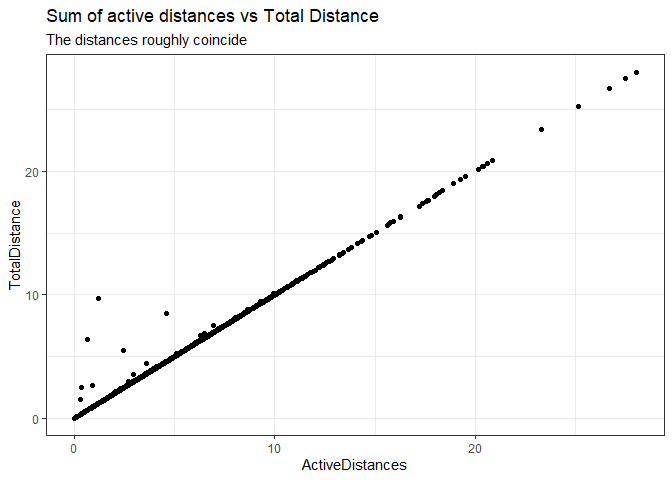 Sum of active distances vs Total Distance
The distances roughly coincide
20
10
0
TotalDistance
0
10
20
ActiveDistances